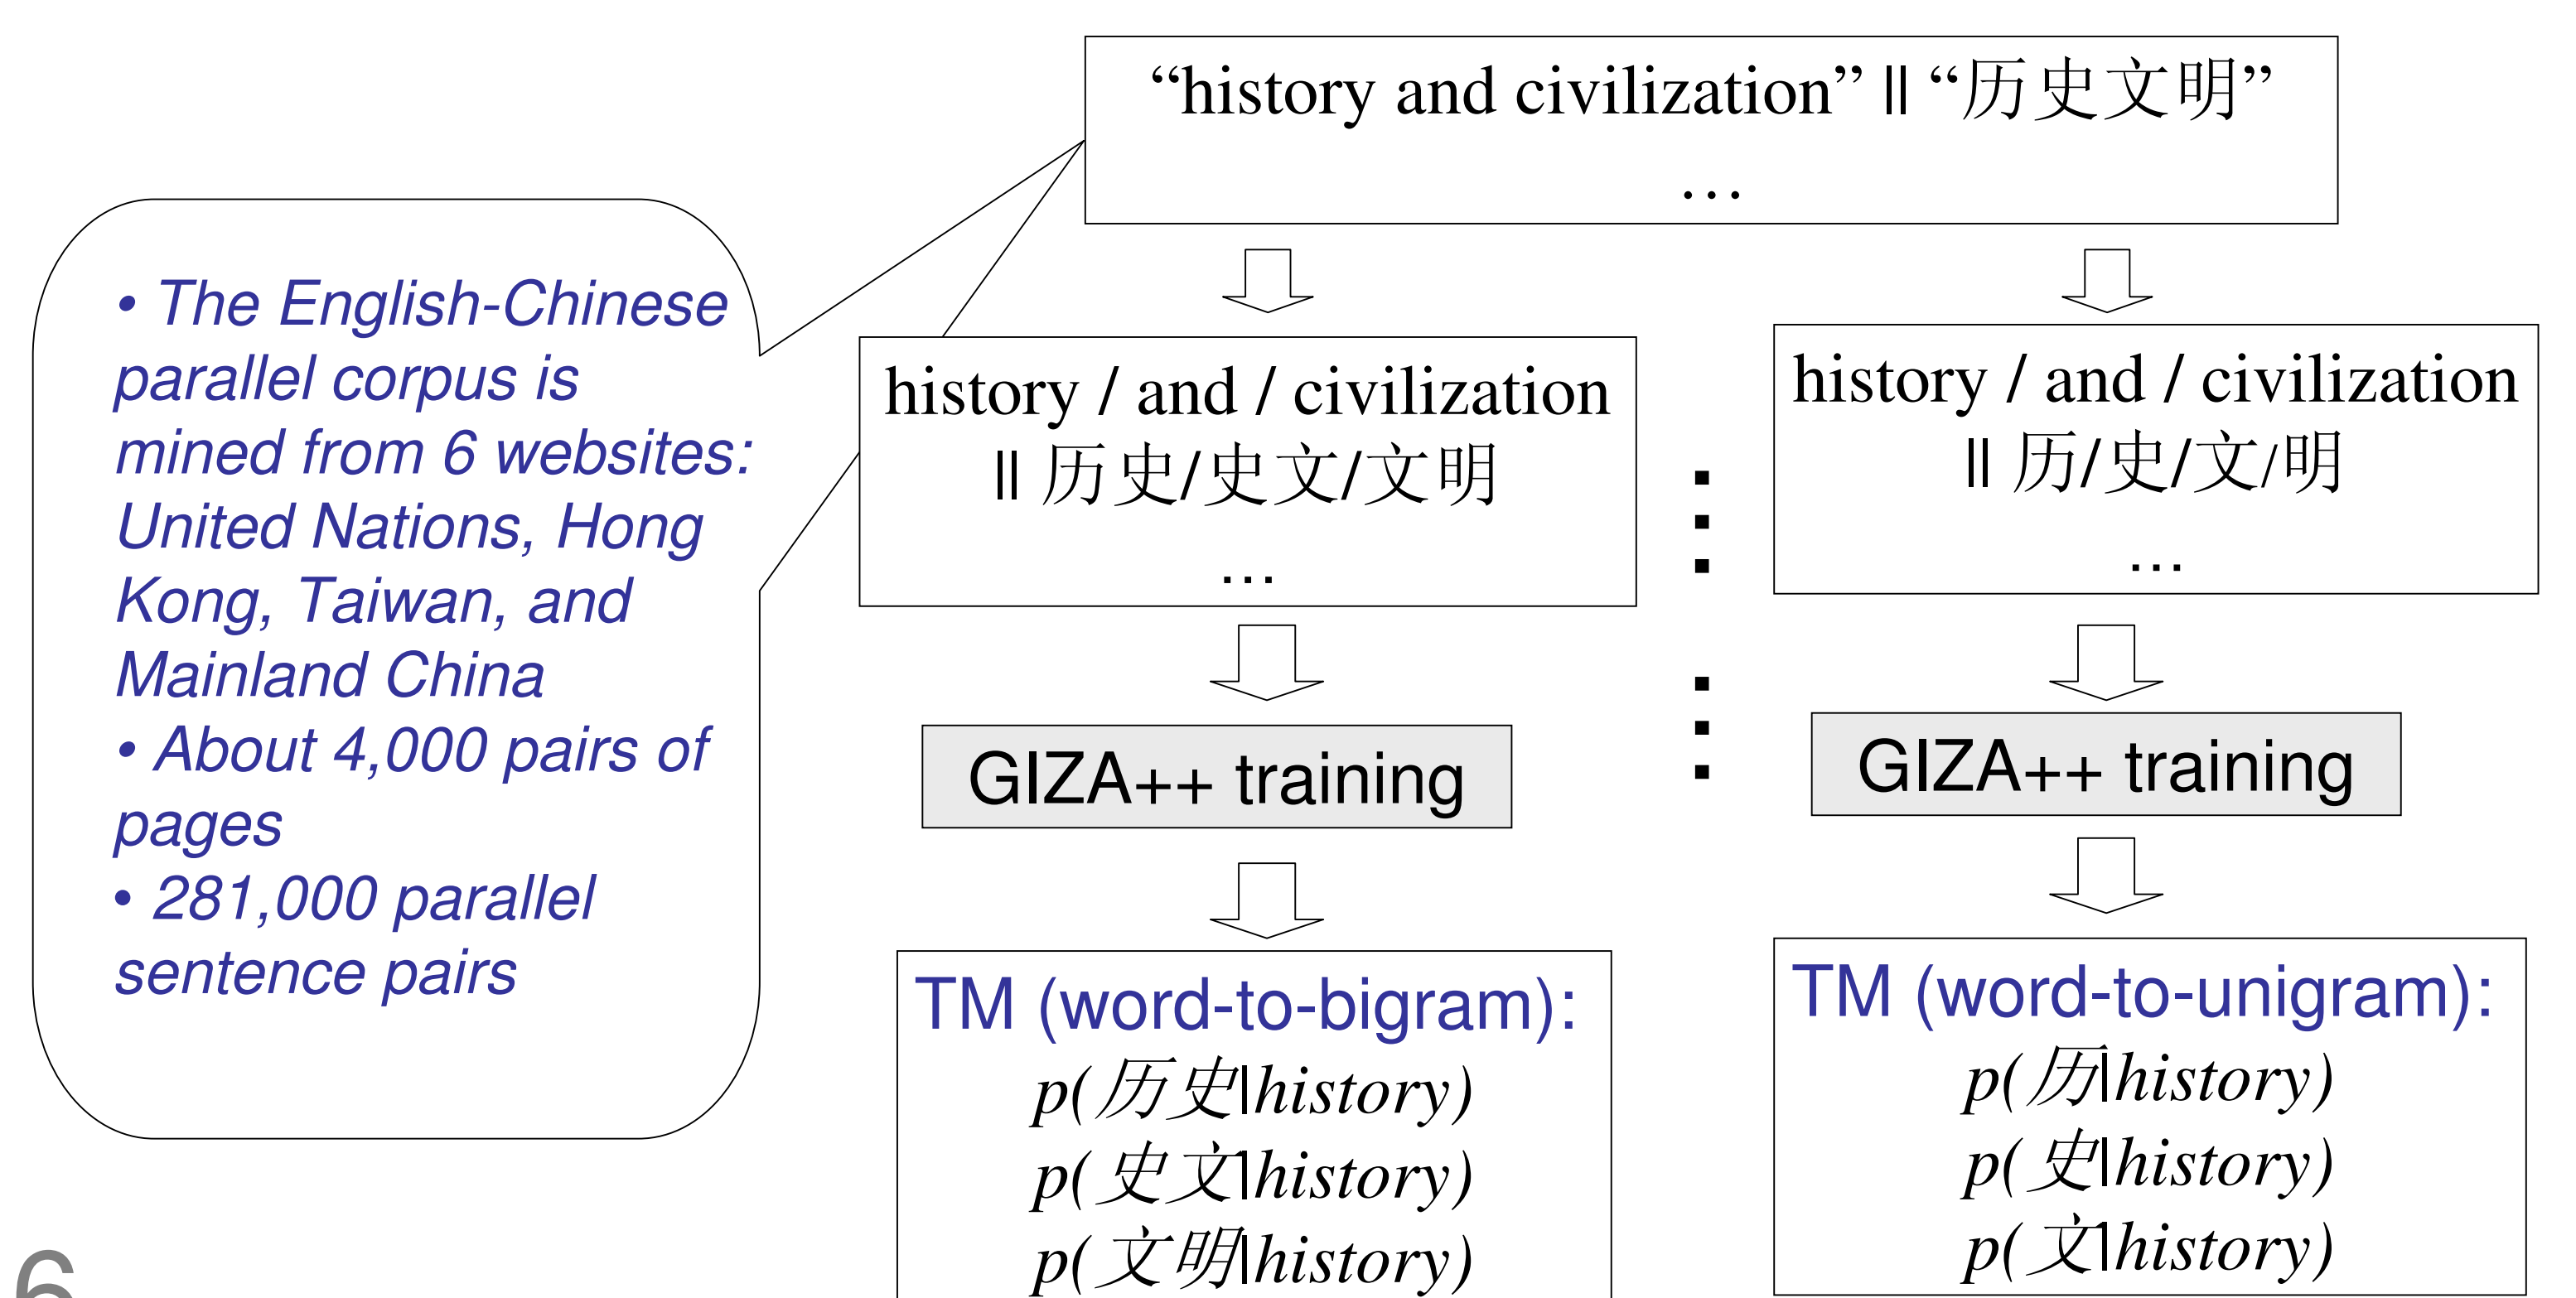 “history and civilization” || “历史文明”
…
• The English-Chinese
parallel corpus is
mined from 6 websites:
United Nations, Hong
Kong, Taiwan, and
Mainland China
• About 4,000 pairs of
pages
• 281,000 parallel
sentence pairs
history / and / civilization
|| 历史/史文/文明
...
history / and / civilization
|| 历/史/文/明
...
GIZA++ training
GIZA++ training
TM (word-to-bigram):
p(历史|history)
p(史文|history)
p(文明|history)
TM (word-to-unigram):
p(历|history)
p(史|history)
p(文|history)
6